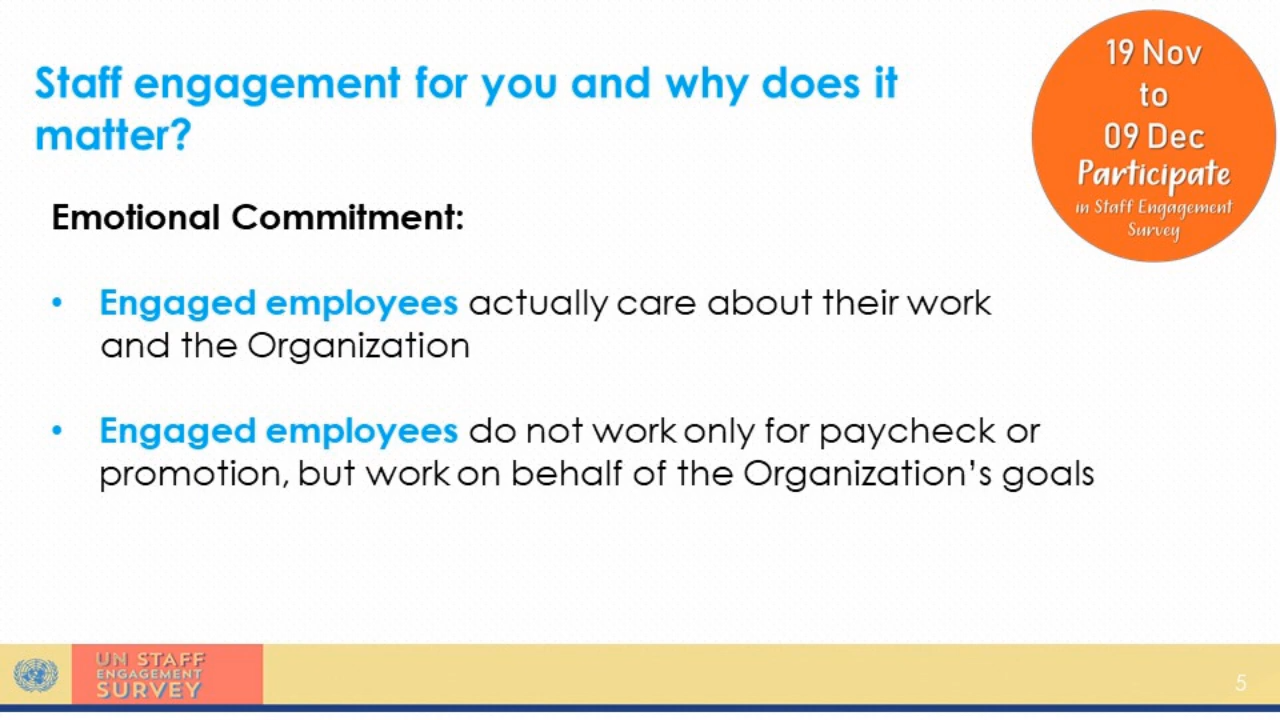 Staff engagement for you and why does it
matter?
19 Nov
to
09 Dec
Participate
in Staff Engagement
Survey
Emotional Commitment:
• Engaged employees actually care about their work
and the Organization
• Engaged employees do not work only for paycheck or
promotion, but work on behalf of the Organization’s goals
UN STAFF
ENGAGEMENT
SURVEY
5